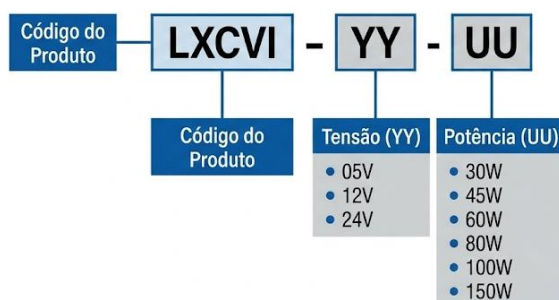 Código do
Produto
LXCVI - YY - UU
Código do
Produto
Tensão (YY)
• 05V
• 12V
• 24V
Potência (UU)
• 30W
• 45W
• 60W
• 80W
• 100W
• 150W